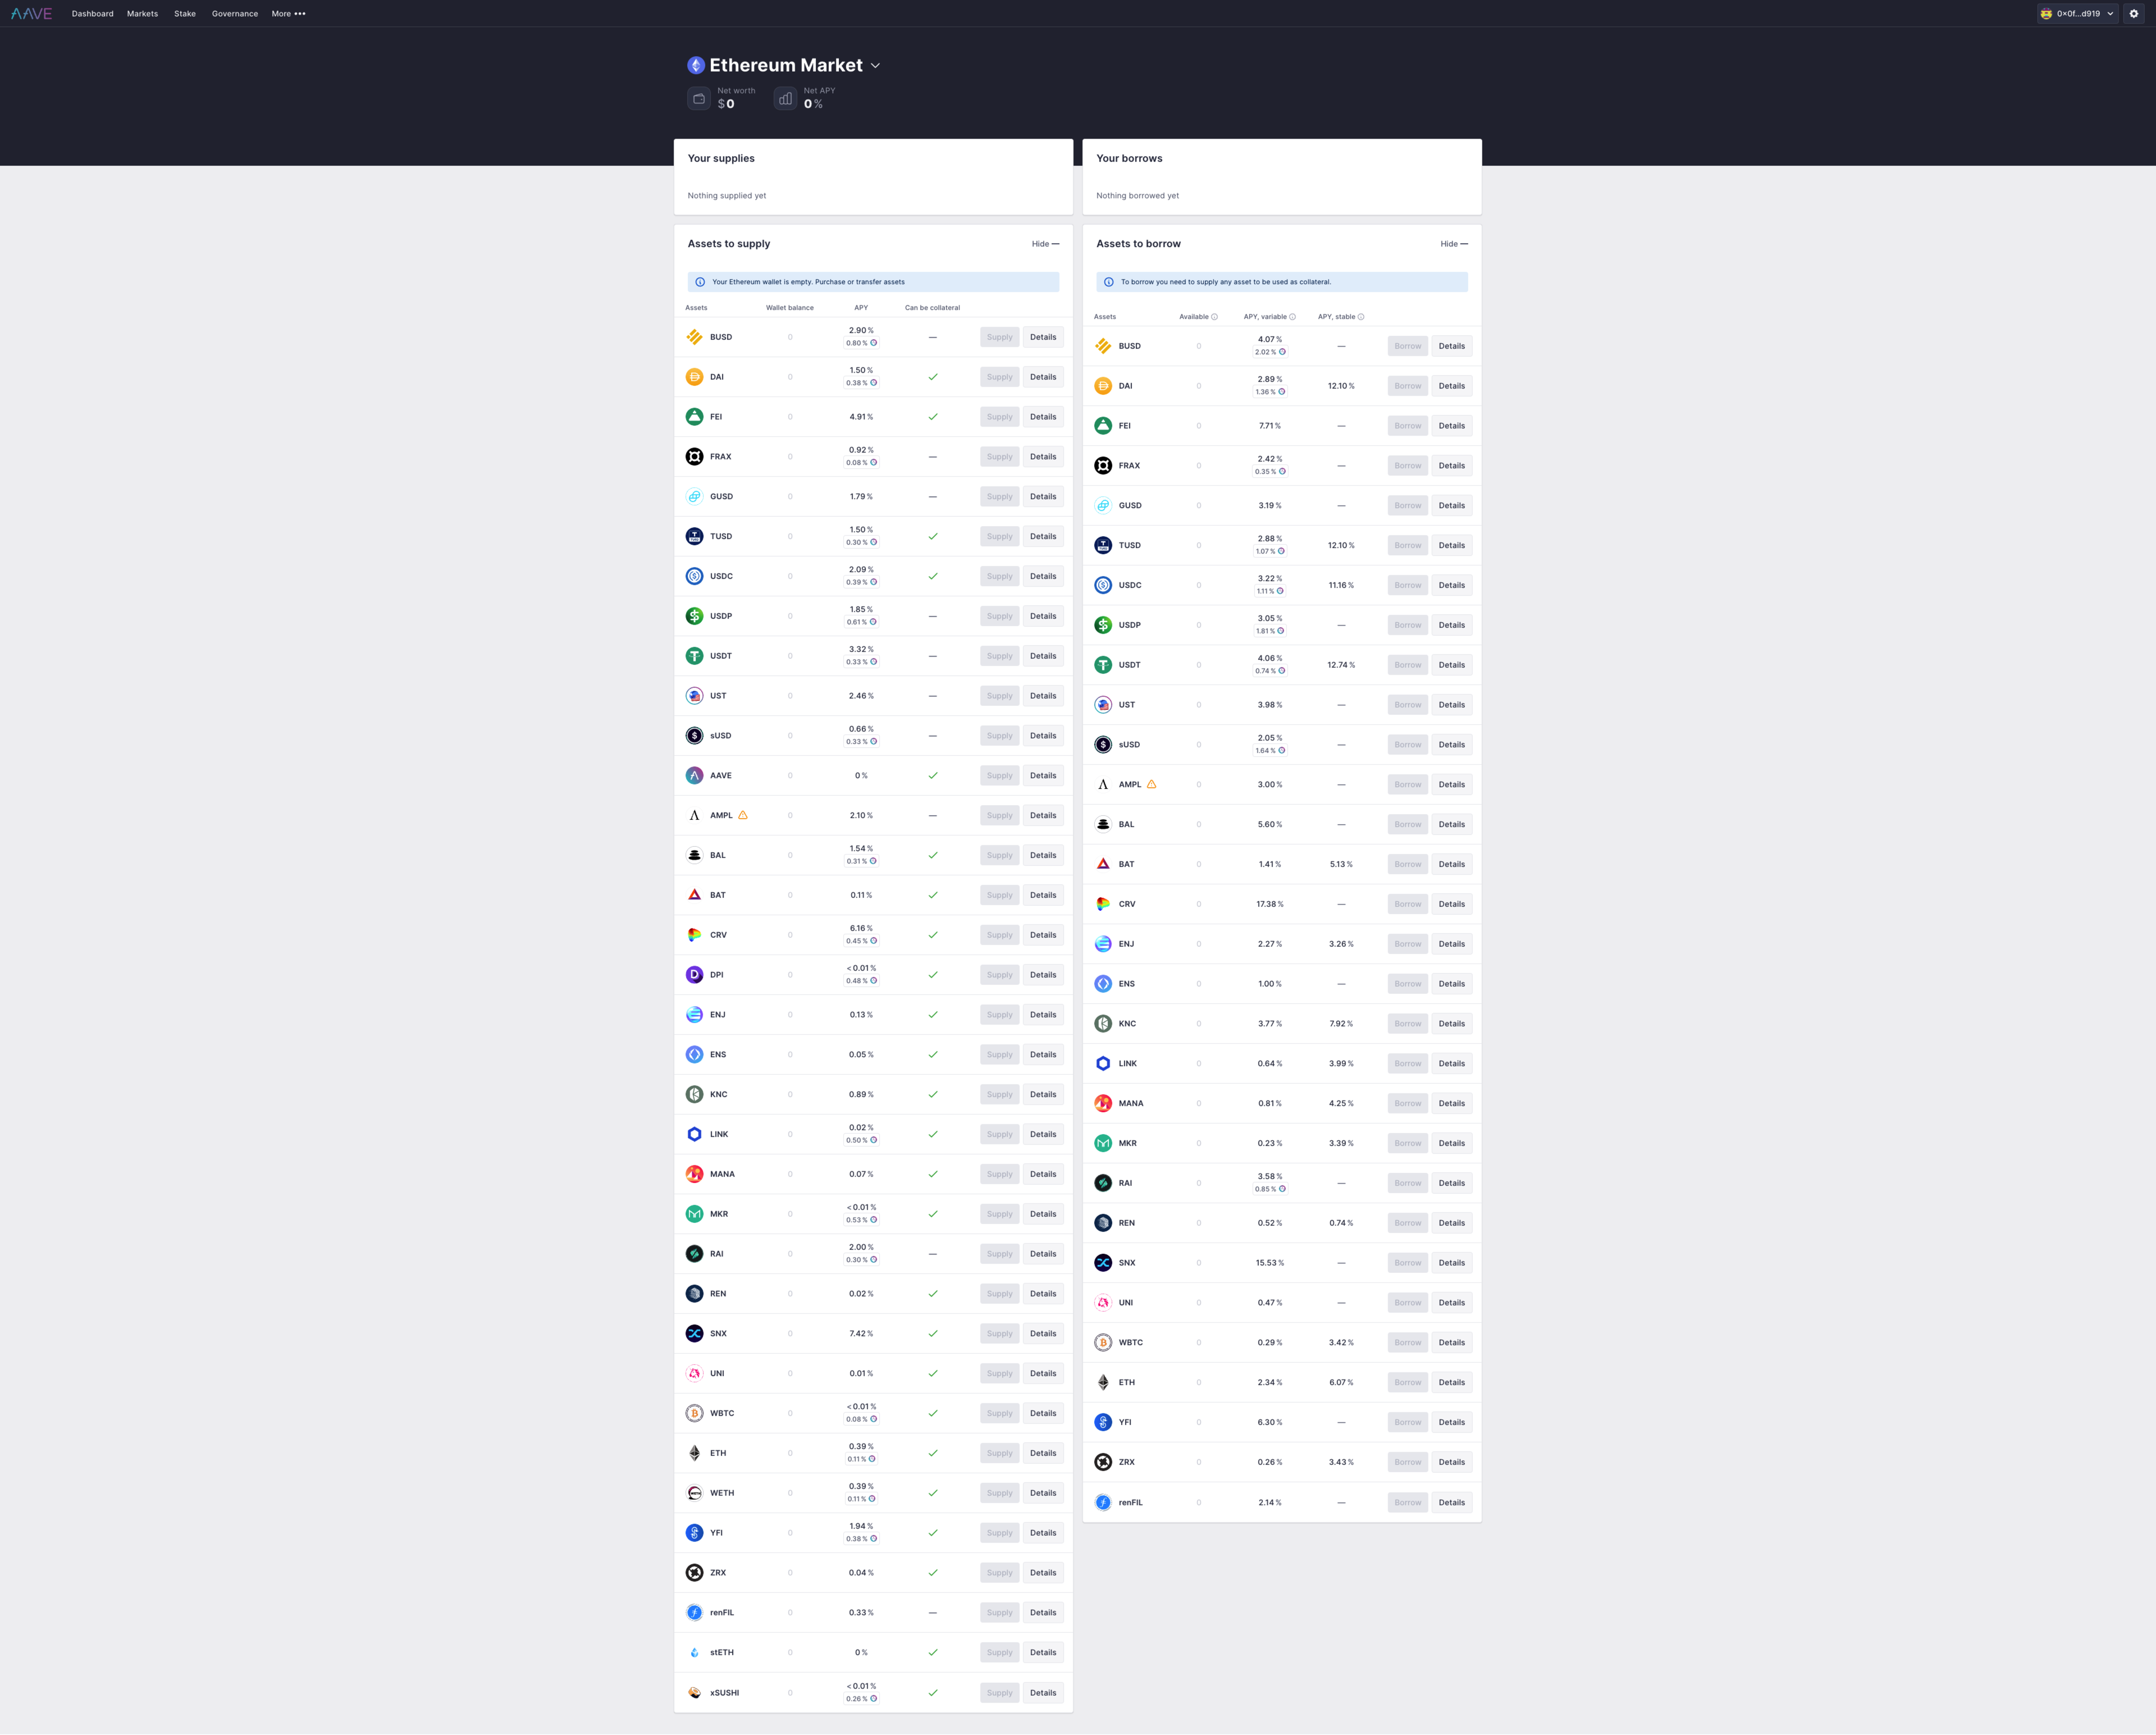 AAVE Dashboard Markets Stake Governance More ••• 0x0f...d919
Ethereum Market
Net worth Net APY
$0 0%
Your supplies
Nothing supplied yet
Your borrows
Nothing borrowed yet
Assets to supply Hide —
Your Ethereum wallet is empty. Purchase or transfer assets
Assets Wallet balance APY Can be collateral
BUSD 0 2.90% — Supply Details
0.80%
DAI 0 1.50% Supply Details
0.38%
FEI 0 4.91% Supply Details
FRAX 0 0.92% — Supply Details
0.08%
GUSD 0 1.79% — Supply Details
TUSD 0 1.50% Supply Details
0.30%
USDC 0 2.09% Supply Details
0.39%
USDP 0 1.85% — Supply Details
0.61%
USDT 0 3.32% — Supply Details
0.33%
UST 0 2.46% — Supply Details
sUSD 0 0.66% — Supply Details
0.33%
AAVE 0 0% Supply Details
AMPL 0 2.10% — Supply Details
BAL 0 1.54% Supply Details
0.31%
BAT 0 0.11% Supply Details
CRV 0 6.16% Supply Details
0.45%
DPI 0 <0.01% Supply Details
0.48%
ENJ 0 0.13% Supply Details
ENS 0 0.05% Supply Details
KNC 0 0.89% Supply Details
LINK 0 0.02% Supply Details
0.50%
MANA 0 0.07% Supply Details
MKR 0 <0.01% Supply Details
0.53%
RAI 0 2.00% — Supply Details
0.30%
REN 0 0.02% Supply Details
SNX 0 7.42% Supply Details
UNI 0 0.01% Supply Details
WBTC 0 <0.01% Supply Details
0.08%
ETH 0 0.39% Supply Details
0.11%
WETH 0 0.39% Supply Details
0.11%
YFI 0 1.94% Supply Details
0.38%
ZRX 0 0.04% Supply Details
renFIL 0 0.33% — Supply Details
stETH 0 0% Supply Details
xSUSHI 0 <0.01% Supply Details
0.26%
Assets to borrow Hide —
To borrow you need to supply any asset to be used as collateral.
Assets Available APY, variable APY, stable
BUSD 0 4.07% — Borrow Details
2.02%
DAI 0 2.89% 12.10% Borrow Details
1.36%
FEI 0 7.71% — Borrow Details
FRAX 0 2.42% — Borrow Details
0.35%
GUSD 0 3.19% — Borrow Details
TUSD 0 2.88% 12.10% Borrow Details
1.07%
USDC 0 3.22% 11.16% Borrow Details
1.11%
USDP 0 3.05% — Borrow Details
1.81%
USDT 0 4.06% 12.74% Borrow Details
0.74%
UST 0 3.98% — Borrow Details
sUSD 0 2.05% — Borrow Details
1.64%
AMPL 0 3.00% — Borrow Details
BAL 0 5.60% — Borrow Details
BAT 0 1.41% 5.13% Borrow Details
CRV 0 17.38% — Borrow Details
ENJ 0 2.27% 3.26% Borrow Details
ENS 0 1.00% — Borrow Details
KNC 0 3.77% 7.92% Borrow Details
LINK 0 0.64% 3.99% Borrow Details
MANA 0 0.81% 4.25% Borrow Details
MKR 0 0.23% 3.39% Borrow Details
RAI 0 3.58% — Borrow Details
0.85%
REN 0 0.52% 0.74% Borrow Details
SNX 0 15.53% — Borrow Details
UNI 0 0.47% — Borrow Details
WBTC 0 0.29% 3.42% Borrow Details
ETH 0 2.34% 6.07% Borrow Details
YFI 0 6.30% — Borrow Details
ZRX 0 0.26% 3.43% Borrow Details
renFIL 0 2.14% — Borrow Details